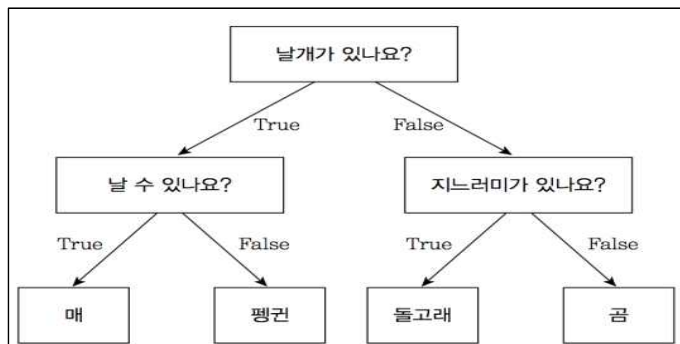 날개가 있나요?
True
False
날 수 있나요?
지느러미가 있나요?
True
False
True
False
매
펭귄
돌고래
곰